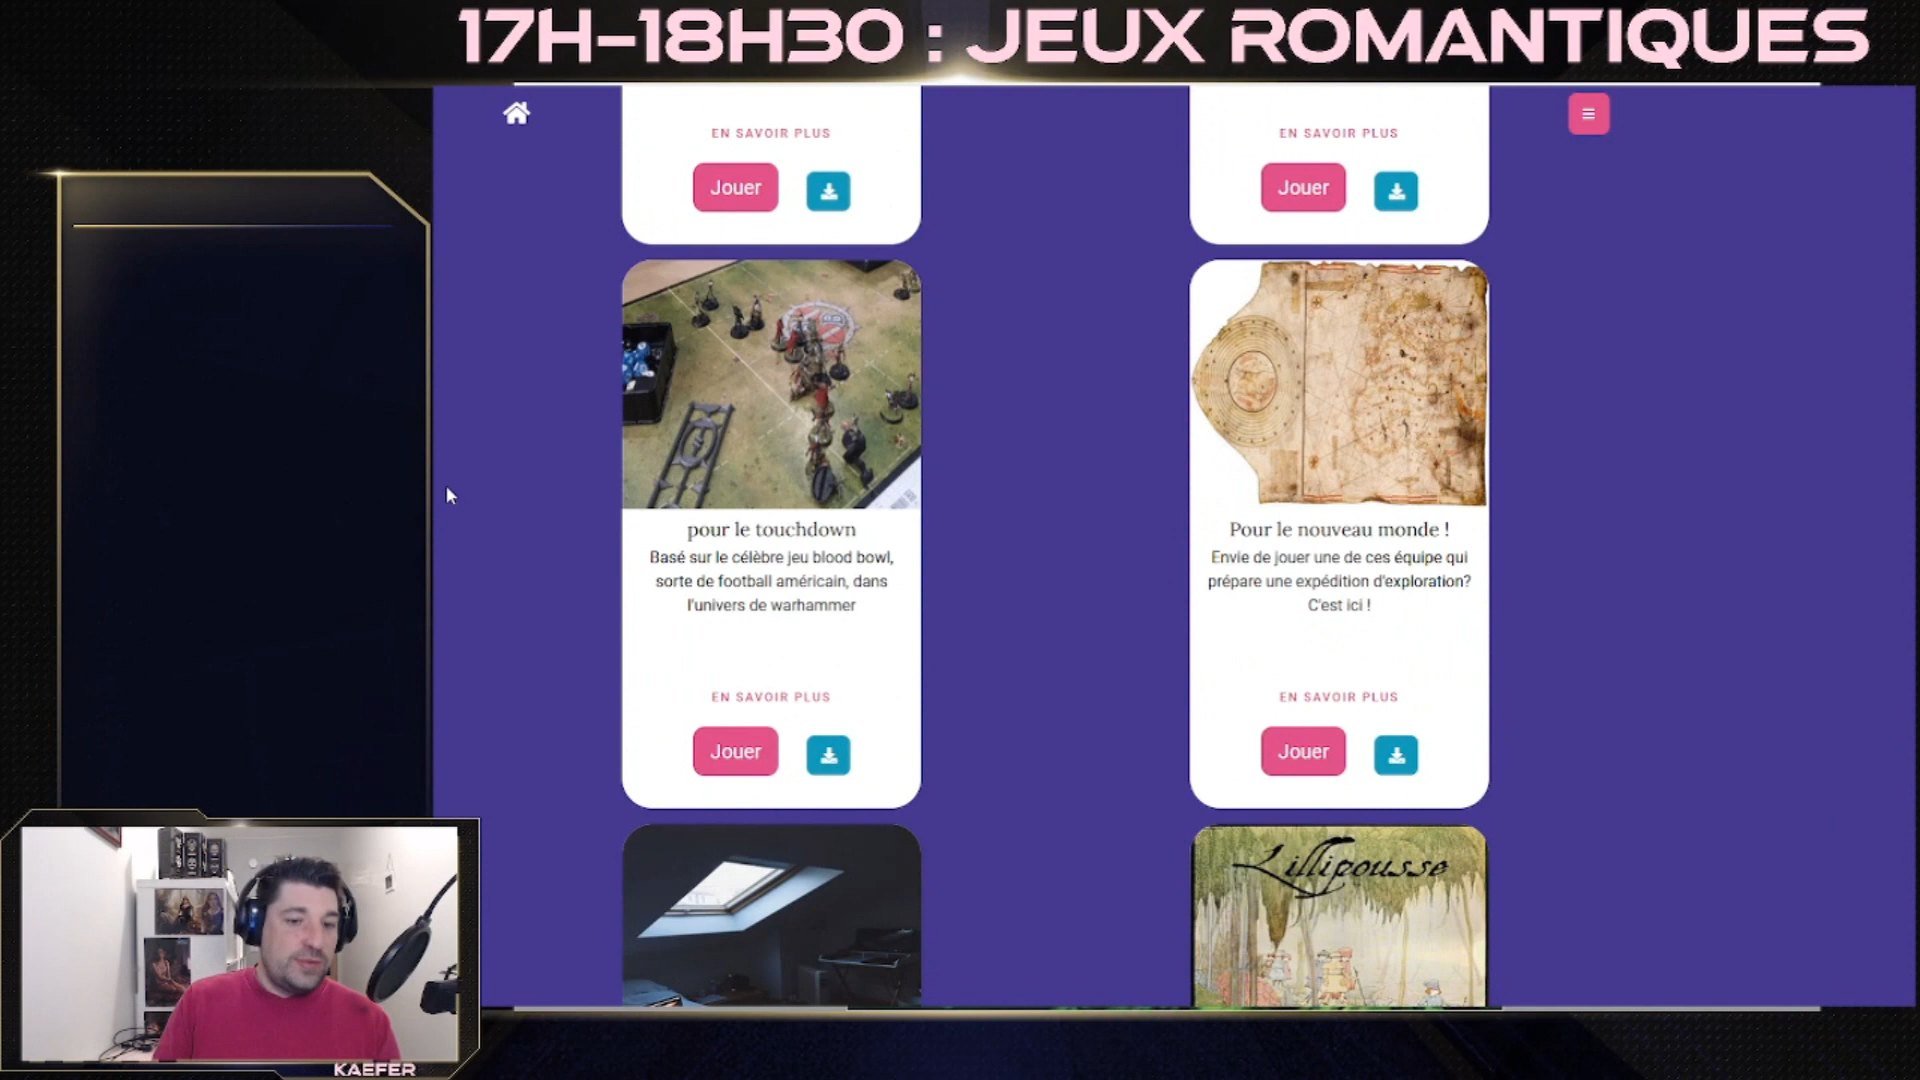 17H-18H30 : JEUX ROMANTIQUES
EN SAVOIR PLUS
EN SAVOIR PLUS
Jouer
Jouer
pour le touchdown
Basé sur le célèbre jeu blood bowl,
sorte de football américain, dans
l'univers de warhammer
EN SAVOIR PLUS
Jouer
Pour le nouveau monde !
Envie de jouer une de ces équipe qui
prépare une expédition d'exploration?
C'est ici !
EN SAVOIR PLUS
Jouer
Lillipousse
KAEFER